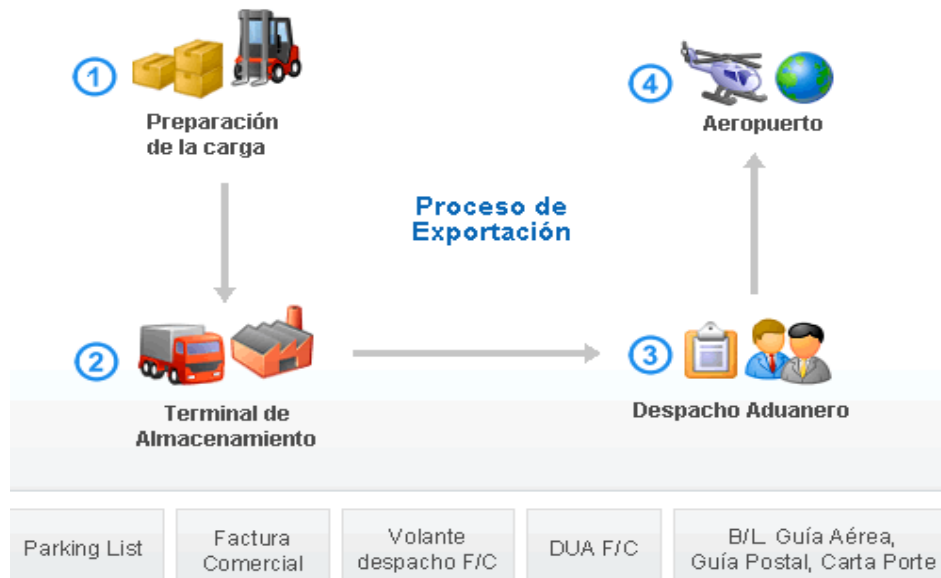 1
Preparación
de la carga
4
Aeropuerto
Proceso de
Exportación
2
Terminal de
Almacenamiento
3
Despacho Aduanero
Parking List
Factura
Comercial
Volante
despacho F/C
DUA F/C
B/L. Guía Aérea,
Guía Postal, Carta Porte